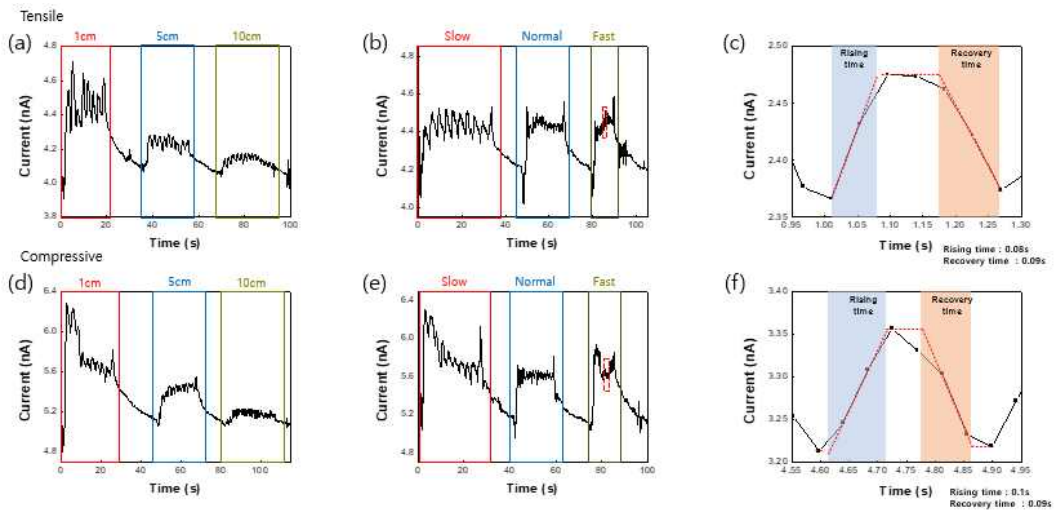 Tensile
(a)
1cm
5cm
10cm
Current (nA)
4.8
4.6
4.4
4.2
4.0
3.8
0
20
40
60
80
100
Time (s)
(b)
Slow
Normal
Fast
Current (nA)
4.6
4.4
4.2
4.0
0
20
40
60
80
100
Time (s)
(c)
Rising
time
Recovery
time
Current (nA)
2.50
2.45
2.40
2.35
0.95
1.00
1.05
1.10
1.15
1.20
1.25
1.30
Time (s)
Rising time : 0.08s
Recovery time : 0.09s
Compressive
(d)
1cm
5cm
10cm
Current (nA)
6.4
6.0
5.6
5.2
4.8
0
20
40
60
80
100
Time (s)
(e)
Slow
Normal
Fast
Current (nA)
6.4
6.0
5.6
5.2
4.8
0
20
40
60
80
100
Time (s)
(f)
Rising
time
Recovery
time
Current (nA)
3.40
3.35
3.30
3.25
3.20
4.55
4.60
4.65
4.70
4.75
4.80
4.85
4.90
4.95
Time (s)
Rising time : 0.1s
Recovery time : 0.09s